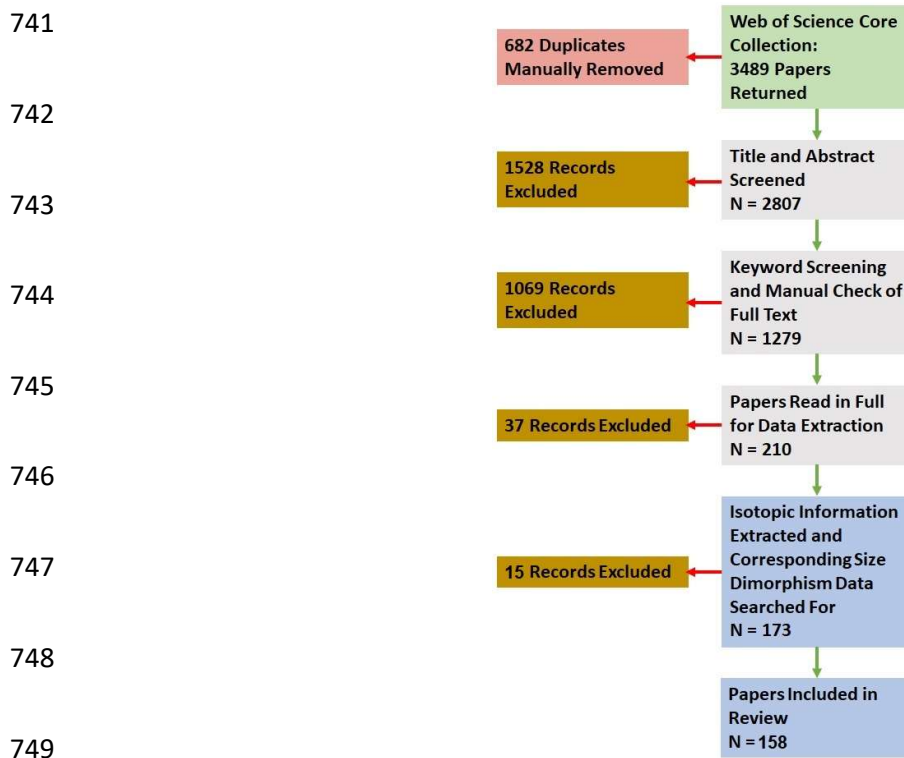 741
Web of Science Core
Collection:
3489 Papers
Returned
682 Duplicates
Manually Removed
742
Title and Abstract
Screened
N = 2807
1528 Records
Excluded
743
744
Keyword Screening
and Manual Check of
Full Text
N = 1279
1069 Records
Excluded
745
Papers Read in Full
for Data Extraction
N = 210
37 Records Excluded
746
Isotopic Information
Extracted and
Corresponding Size
Dimorphism Data
Searched For
N = 173
15 Records Excluded
747
748
Papers Included in
Review
N = 158
749